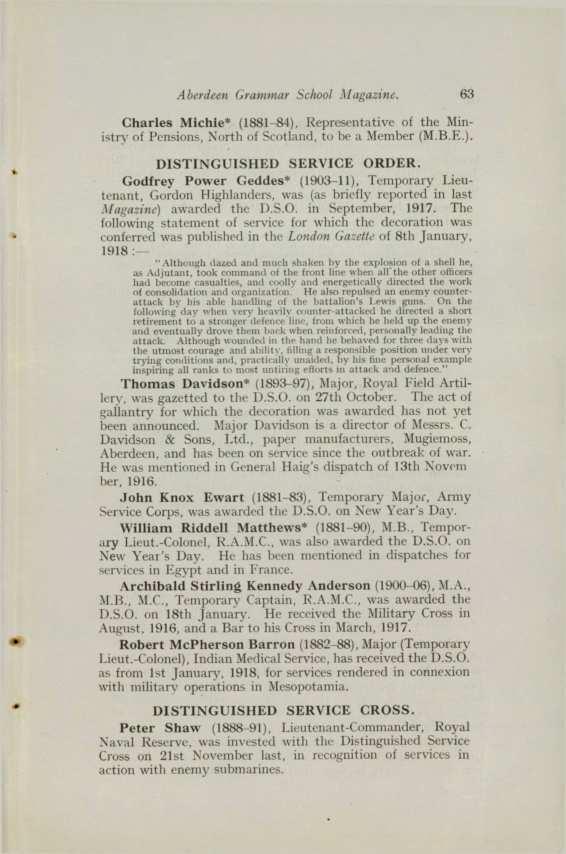 Aberdeen Grammar School Magazine. 63
Charles Michie* (1881–84), Representative of the Min-
istry of Pensions, North of Scotland, to be a Member (M.B.E.).
DISTINGUISHED SERVICE ORDER.
Godfrey Power Geddes* (1903–11), Temporary Lieu-
tenant, Gordon Highlanders, was (as briefly reported in last
Magazine) awarded the D.S.O. in September, 1917. The
following statement of service for which the decoration was
conferred was published in the London Gazette of 8th January,
1918 :—
"Although dazed and much shaken by the explosion of a shell he,
as Adjutant, took command of the front line when all the other officers
had become casualties, and coolly and energetically directed the work
of consolidation and organization. He also repulsed an enemy counter-
attack by his able handling of the battalion's Lewis guns. On the
following day when very heavily counter-attacked he directed a short
retirement to a stronger defence line, from which he held up the enemy
and eventually drove them back when reinforced, personally leading the
attack. Although wounded in the hand he behaved for three days with
the utmost courage and ability, filling a responsible position under very
trying conditions and, practically unaided, by his fine personal example
inspiring all ranks to most untiring efforts in attack and defence."
Thomas Davidson* (1893–97), Major, Royal Field Artil-
lery, was gazetted to the D.S.O. on 27th October. The act of
gallantry for which the decoration was awarded has not yet
been announced. Major Davidson is a director of Messrs. C.
Davidson & Sons, Ltd., paper manufacturers, Mugiemoss,
Aberdeen, and has been on service since the outbreak of war.
He was mentioned in General Haig's dispatch of 13th Novem
ber, 1916.
John Knox Ewart (1881–83), Temporary Major, Army
Service Corps, was awarded the D.S.O. on New Year's Day.
William Riddell Matthews* (1881–90), M.B., Tempor-
ary Lieut.-Colonel, R.A.M.C., was also awarded the D.S.O. on
New Year's Day. He has been mentioned in dispatches for
services in Egypt and in France.
Archibald Stirling Kennedy Anderson (1900–06), M.A.,
M.B., M.C., Temporary Captain, R.A.M.C., was awarded the
D.S.O. on 18th January. He received the Military Cross in
August, 1916, and a Bar to his Cross in March, 1917.
Robert McPherson Barron (1882–88), Major (Temporary
Lieut.-Colonel), Indian Medical Service, has received the D.S.O.
as from 1st January, 1918, for services rendered in connexion
with military operations in Mesopotamia.
DISTINGUISHED SERVICE CROSS.
Peter Shaw (1888–91), Lieutenant-Commander, Royal
Naval Reserve, was invested with the Distinguished Service
Cross on 21st November last, in recognition of services in
action with enemy submarines.